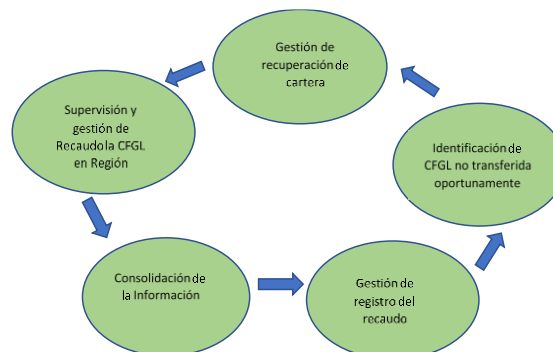 Gestión de
recuperación de
cartera
Supervisión y
gestión de
Recaudo la CFGL
en Región
Identificación de
CFGL no transferida
oportunamente
Consolidación de
la Información
Gestión de
registro del
recaudo